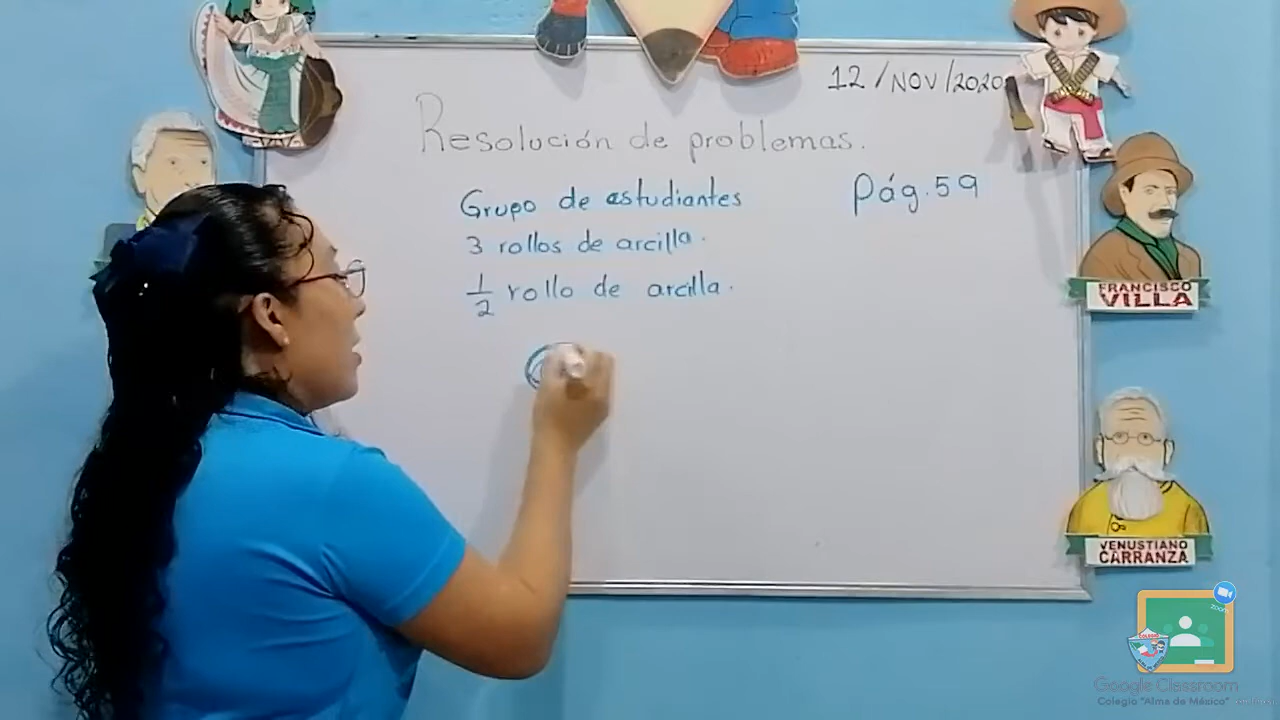 12/NOV/2020
Resolución de problemas.
Grupo de estudiantes
Pág. 59
3 rollos de arcilla.
1/2 rollo de arcilla.
FRANCISCO
VILLA
VENUSTIANO
CARRANZA
zoom
Google Classroom
Colegio "Alma de México"